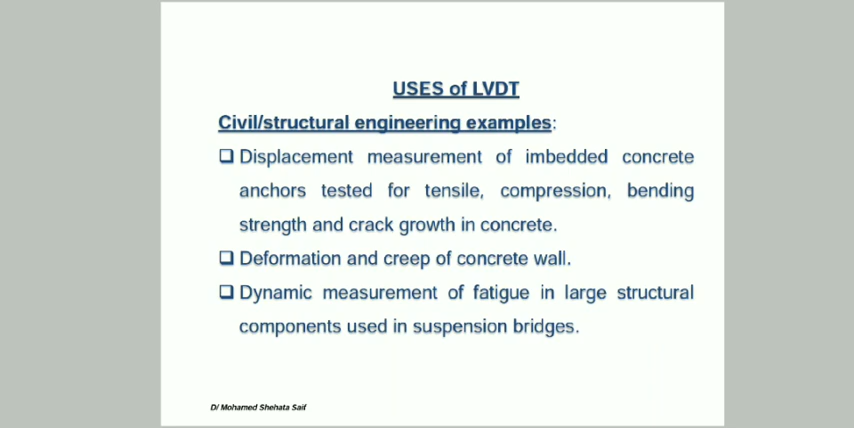 USES of LVDT
Civil/structural engineering examples:
❑ Displacement measurement of imbedded concrete
anchors tested for tensile, compression, bending
strength and crack growth in concrete.
❑ Deformation and creep of concrete wall.
❑ Dynamic measurement of fatigue in large structural
components used in suspension bridges.
D/ Mohamed Shehata Saif